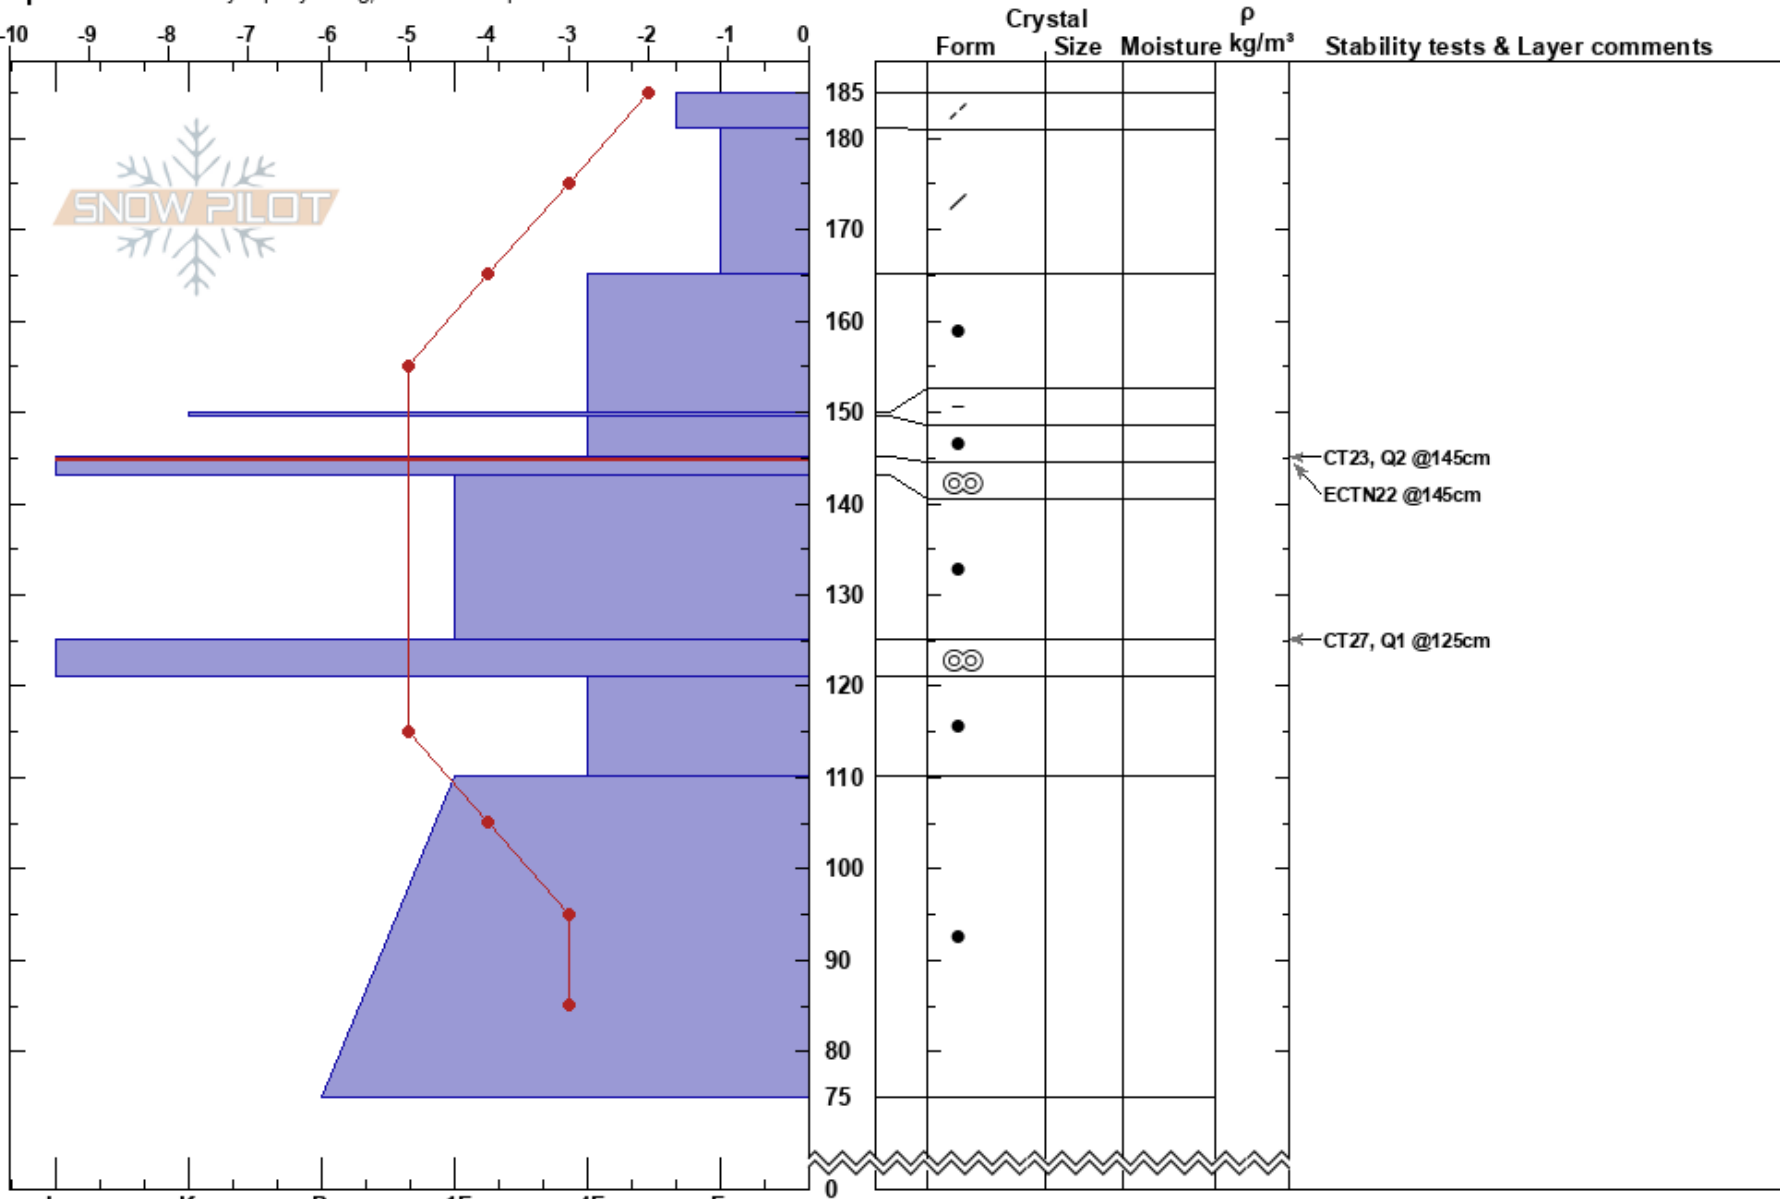 -10 -9 -8 -7 -6 -5 -4 -3 -2 -1 0
Crystal
ρ
Form Size Moisture kg/m³ Stability tests & Layer comments
SNOW PILOT
185
180
170
160
150
CT23, Q2 @145cm
ECTN22 @145cm
140
130
CT27, Q1 @125cm
120
110
100
90
80
75
0